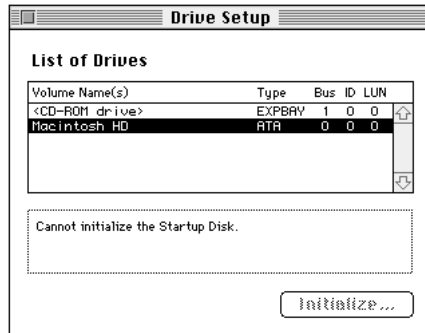 Drive Setup
List of Drives
Volume Name(s) Type Bus ID LUN
<CD-ROM drive> EXPBAY 1 0 0
Macintosh HD ATA 0 0 0
Cannot initialize the Startup Disk.
Initialize...